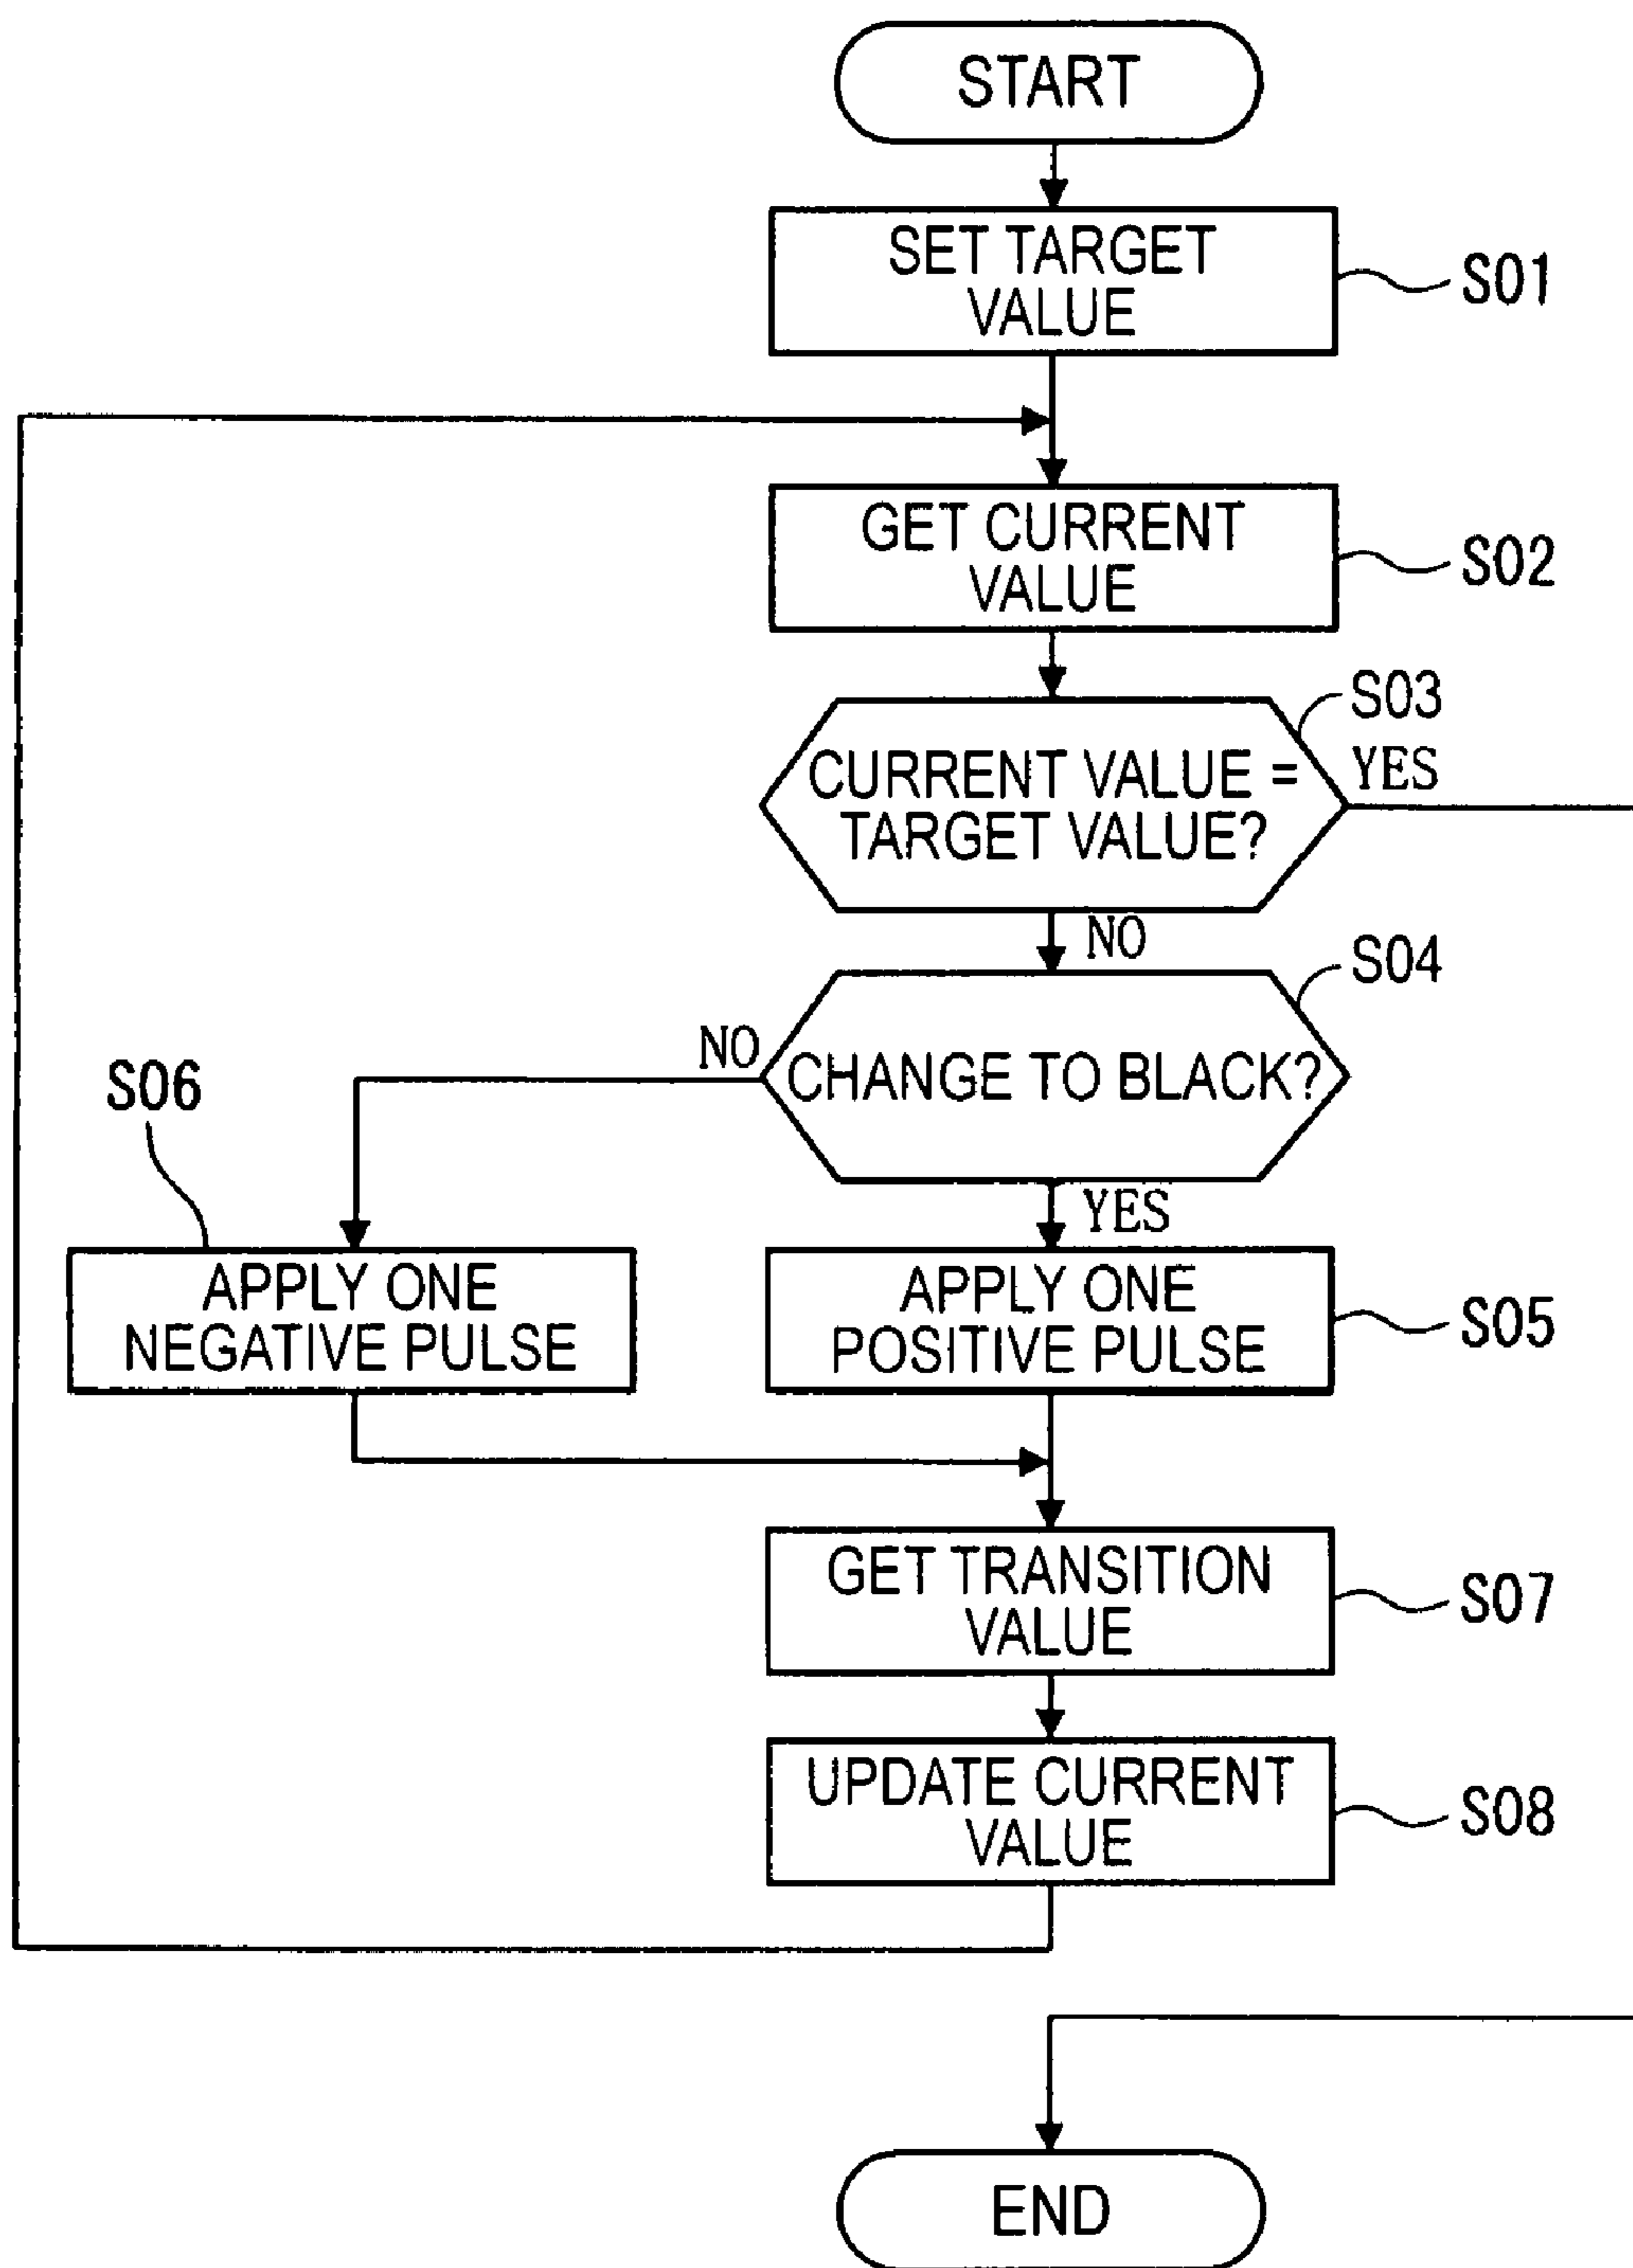 START
SET TARGET
VALUE
S01
GET CURRENT
VALUE
S02
S03
CURRENT VALUE =
TARGET VALUE?
YES
NO
S04
CHANGE TO BLACK?
NO
YES
S06
APPLY ONE
NEGATIVE PULSE
APPLY ONE
POSITIVE PULSE
S05
GET TRANSITION
VALUE
S07
UPDATE CURRENT
VALUE
S08
END